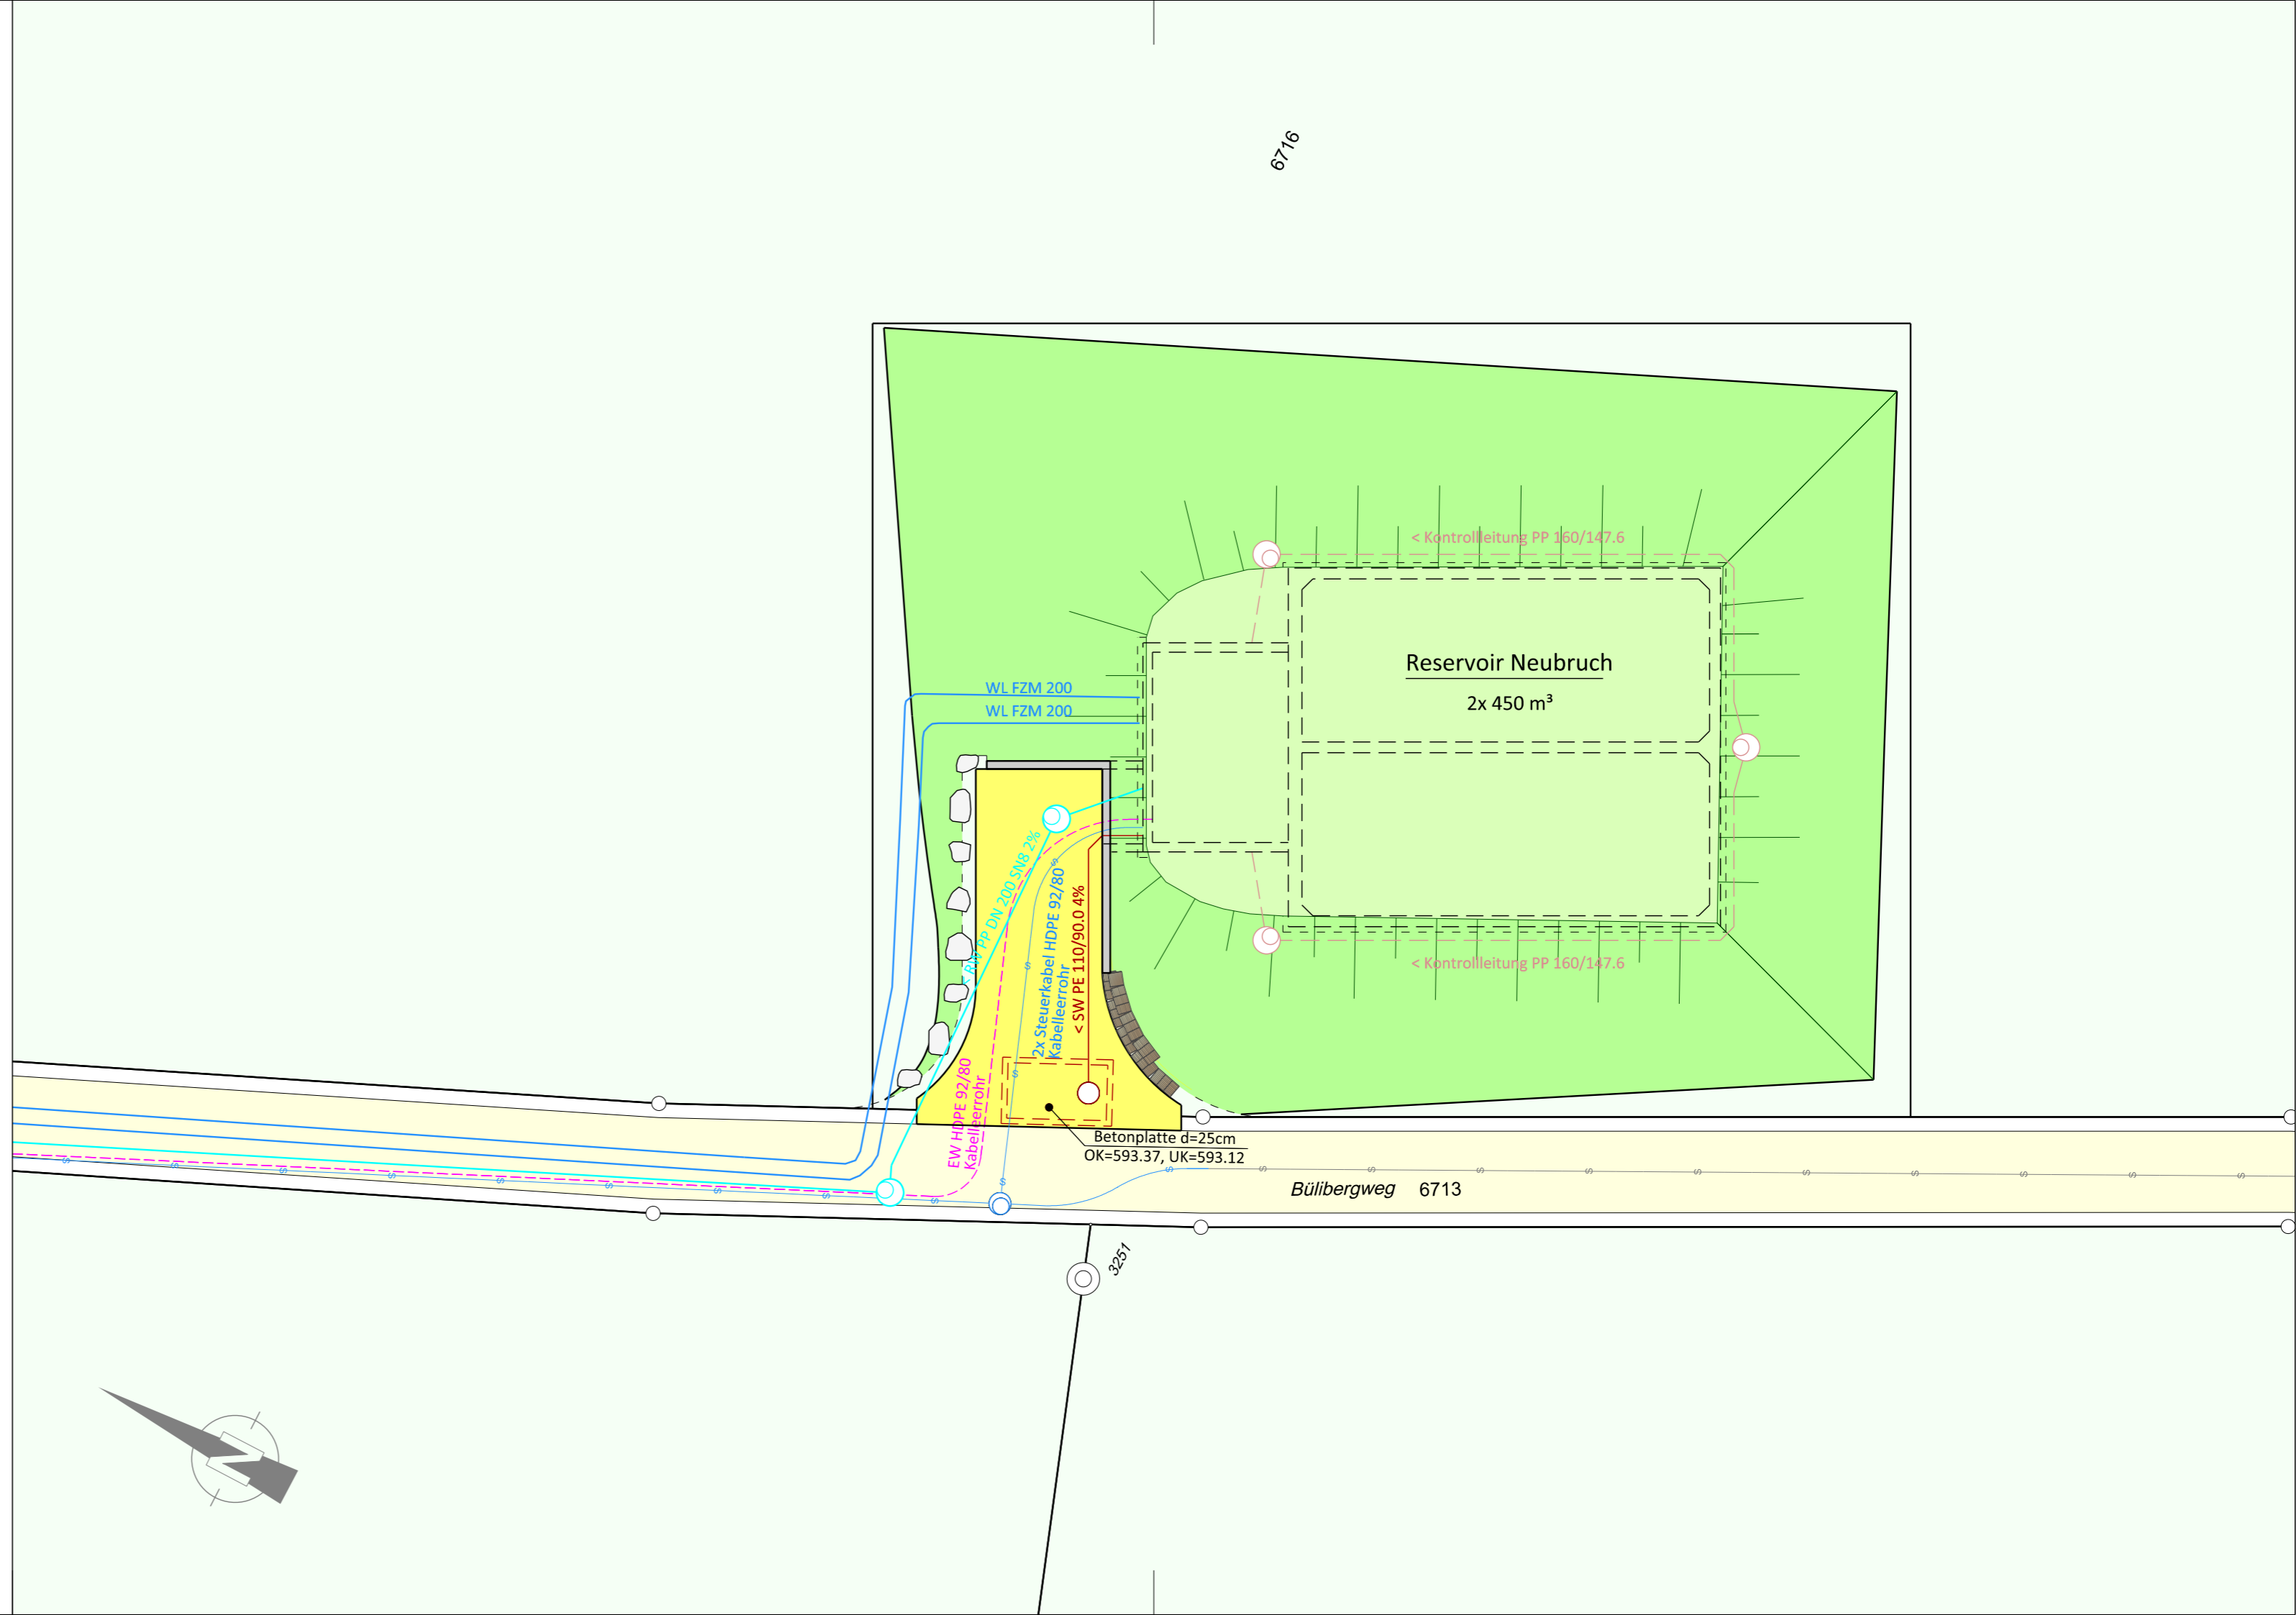 6716
< Kontrollleitung PP 160/147.6
Reservoir Neubruch
2x 450 m³
WL FZM 200
WL FZM 200
< RW PP DN 200 SN8 2%
2x Steuerkabel HDPE 92/80
Kabelleerrohr
< SW PE 110/90.0 4%
< Kontrollleitung PP 160/147.6
EW HDPE 92/80
Kabelleerrohr
Betonplatte d=25cm
OK=593.37, UK=593.12
Bülibergweg 6713
3251
N